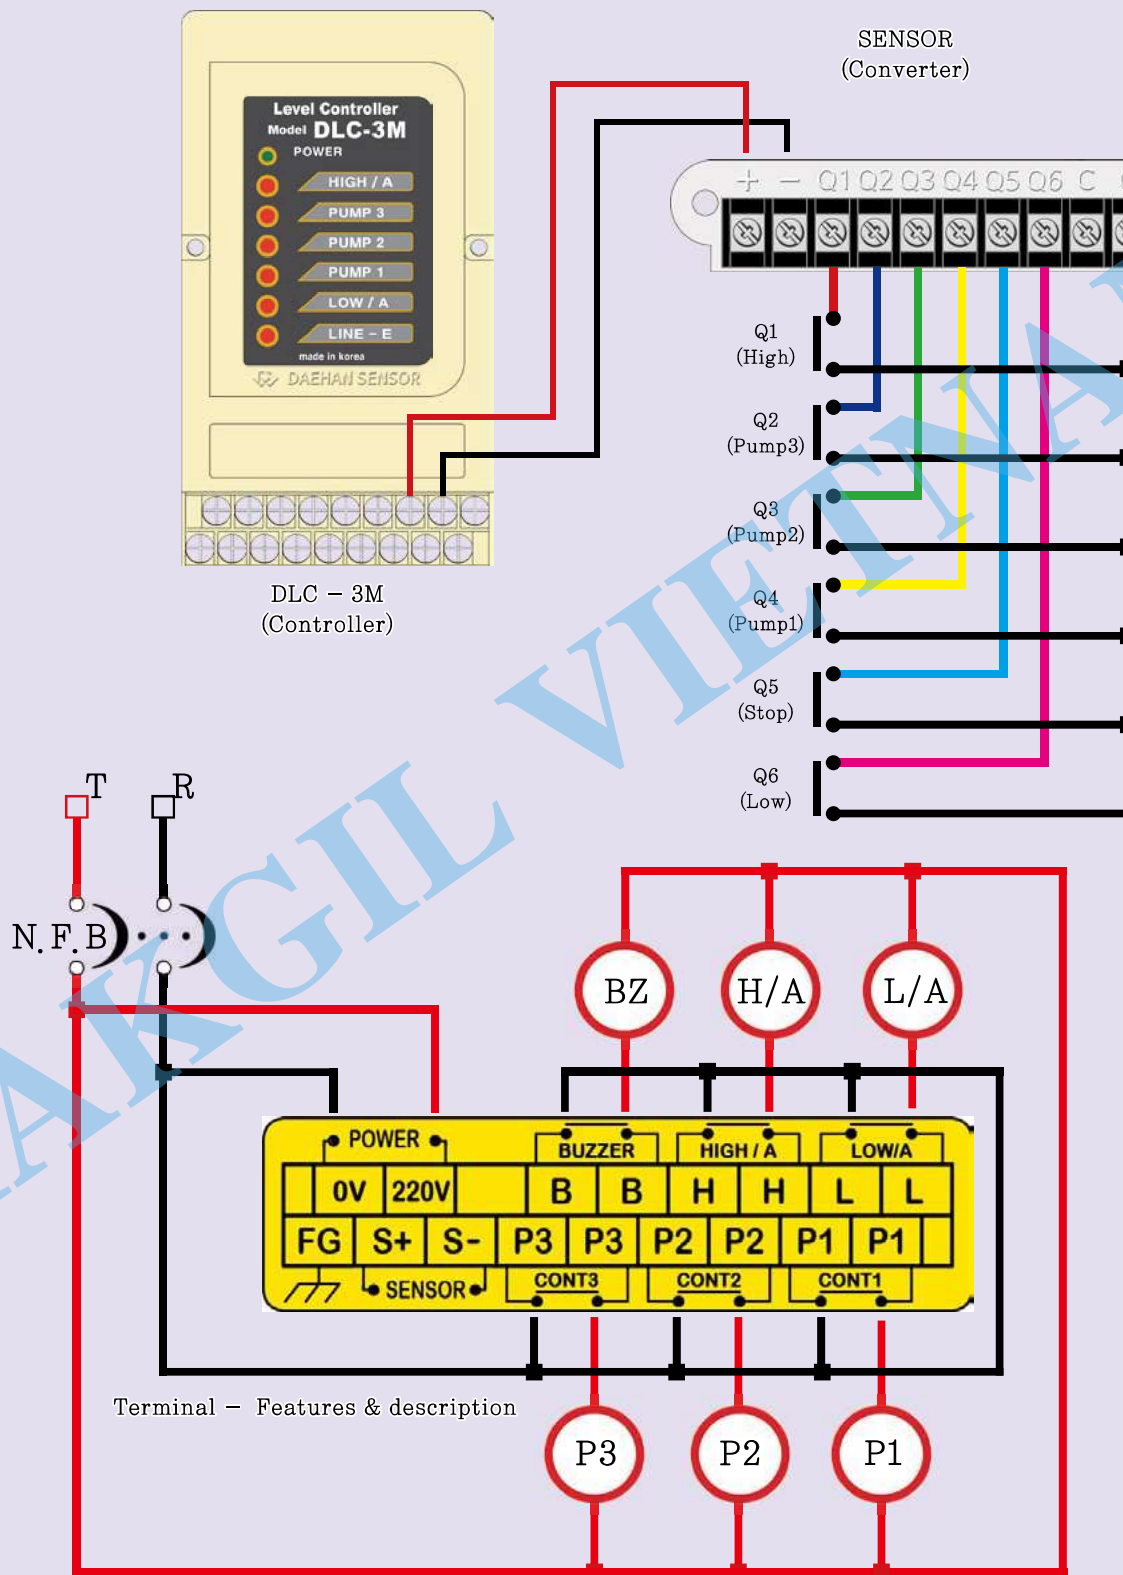 SENSOR
(Converter)
Level Controller
Model DLC-3M
POWER
HIGH / A
PUMP 3
PUMP 2
PUMP 1
LOW / A
LINE - E
made in korea
DAEHAN SENSOR
+ − Q1 Q2 Q3 Q4 Q5 Q6 C
Q1
(High)
Q2
(Pump3)
Q3
(Pump2)
Q4
(Pump1)
Q5
(Stop)
Q6
(Low)
DLC − 3M
(Controller)
T R
N.F.B
AKGIL VIETNA
BZ H/A L/A
POWER BUZZER HIGH / A LOW/A
0V 220V B B H H L L
FG S+ S- P3 P3 P2 P2 P1 P1
SENSOR CONT3 CONT2 CONT1
Terminal − Features & description
P3 P2 P1